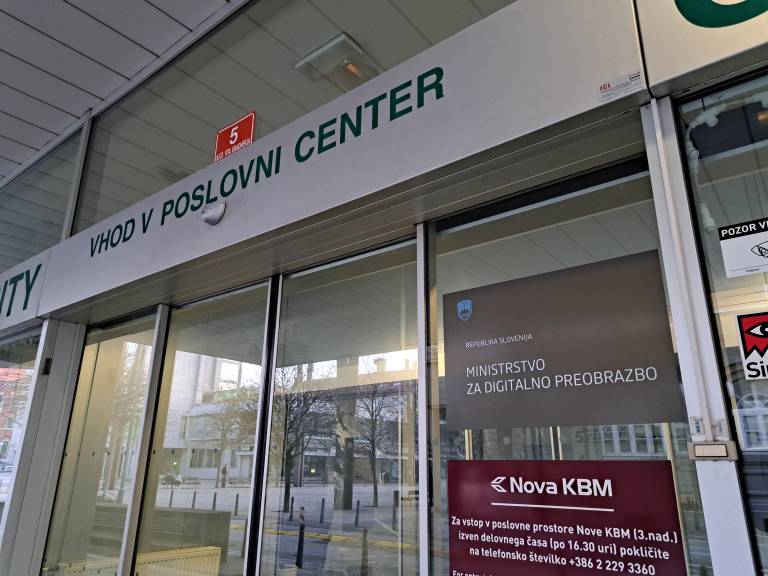 5
VHOD V POSLOVNI CENTER
ITY
REPUBLIKA SLOVENIJA
MINISTRSTVO
ZA DIGITALNO PREOBRAZBO
Nova KBM
Za vstop v poslovne prostore Nove KBM (3.nad.)
izven delovnega časa (po 16.30 uri) pokličite
na telefonsko številko +386 2 229 3360
POZOR